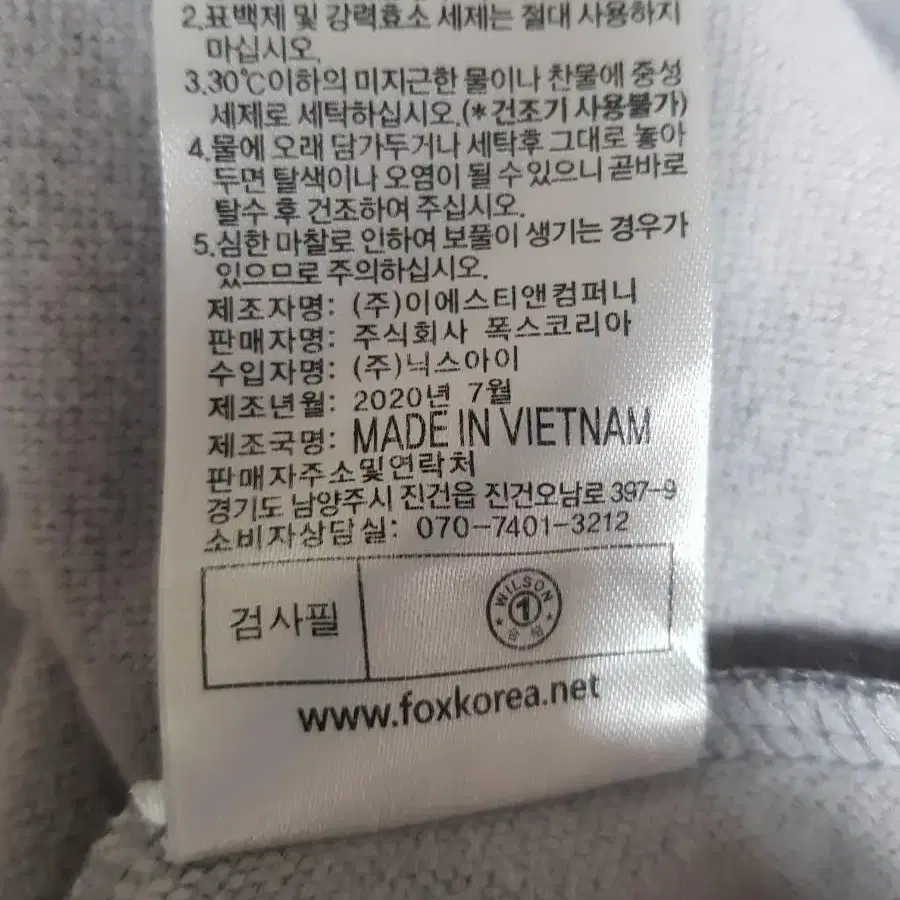 2.표백제 및 강력효소 세제는 절대 사용하지
마십시오.
3.30℃이하의 미지근한 물이나 찬물에 중성
세제로 세탁하십시오.(*건조기 사용불가)
4.물에 오래 담가두거나 세탁후 그대로 놓아
두면 탈색이나 오염이 될 수있으니 곧바로
탈수 후 건조하여 주십시오.
5.심한 마찰로 인하여 보풀이 생기는 경우가
있으므로 주의하십시오.
제조자명: (주)이에스티앤컴퍼니
판매자명: 주식회사 폭스코리아
수입자명: (주)닉스아이
제조년월: 2020년 7월
제조국명: MADE IN VIETNAM
판매자주소및연락처
경기도 남양주시 진건읍 진건오남로 397-9
소비자상담실: 070-7401-3212
검사필
WILSON
1
合格
www.foxkorea.net